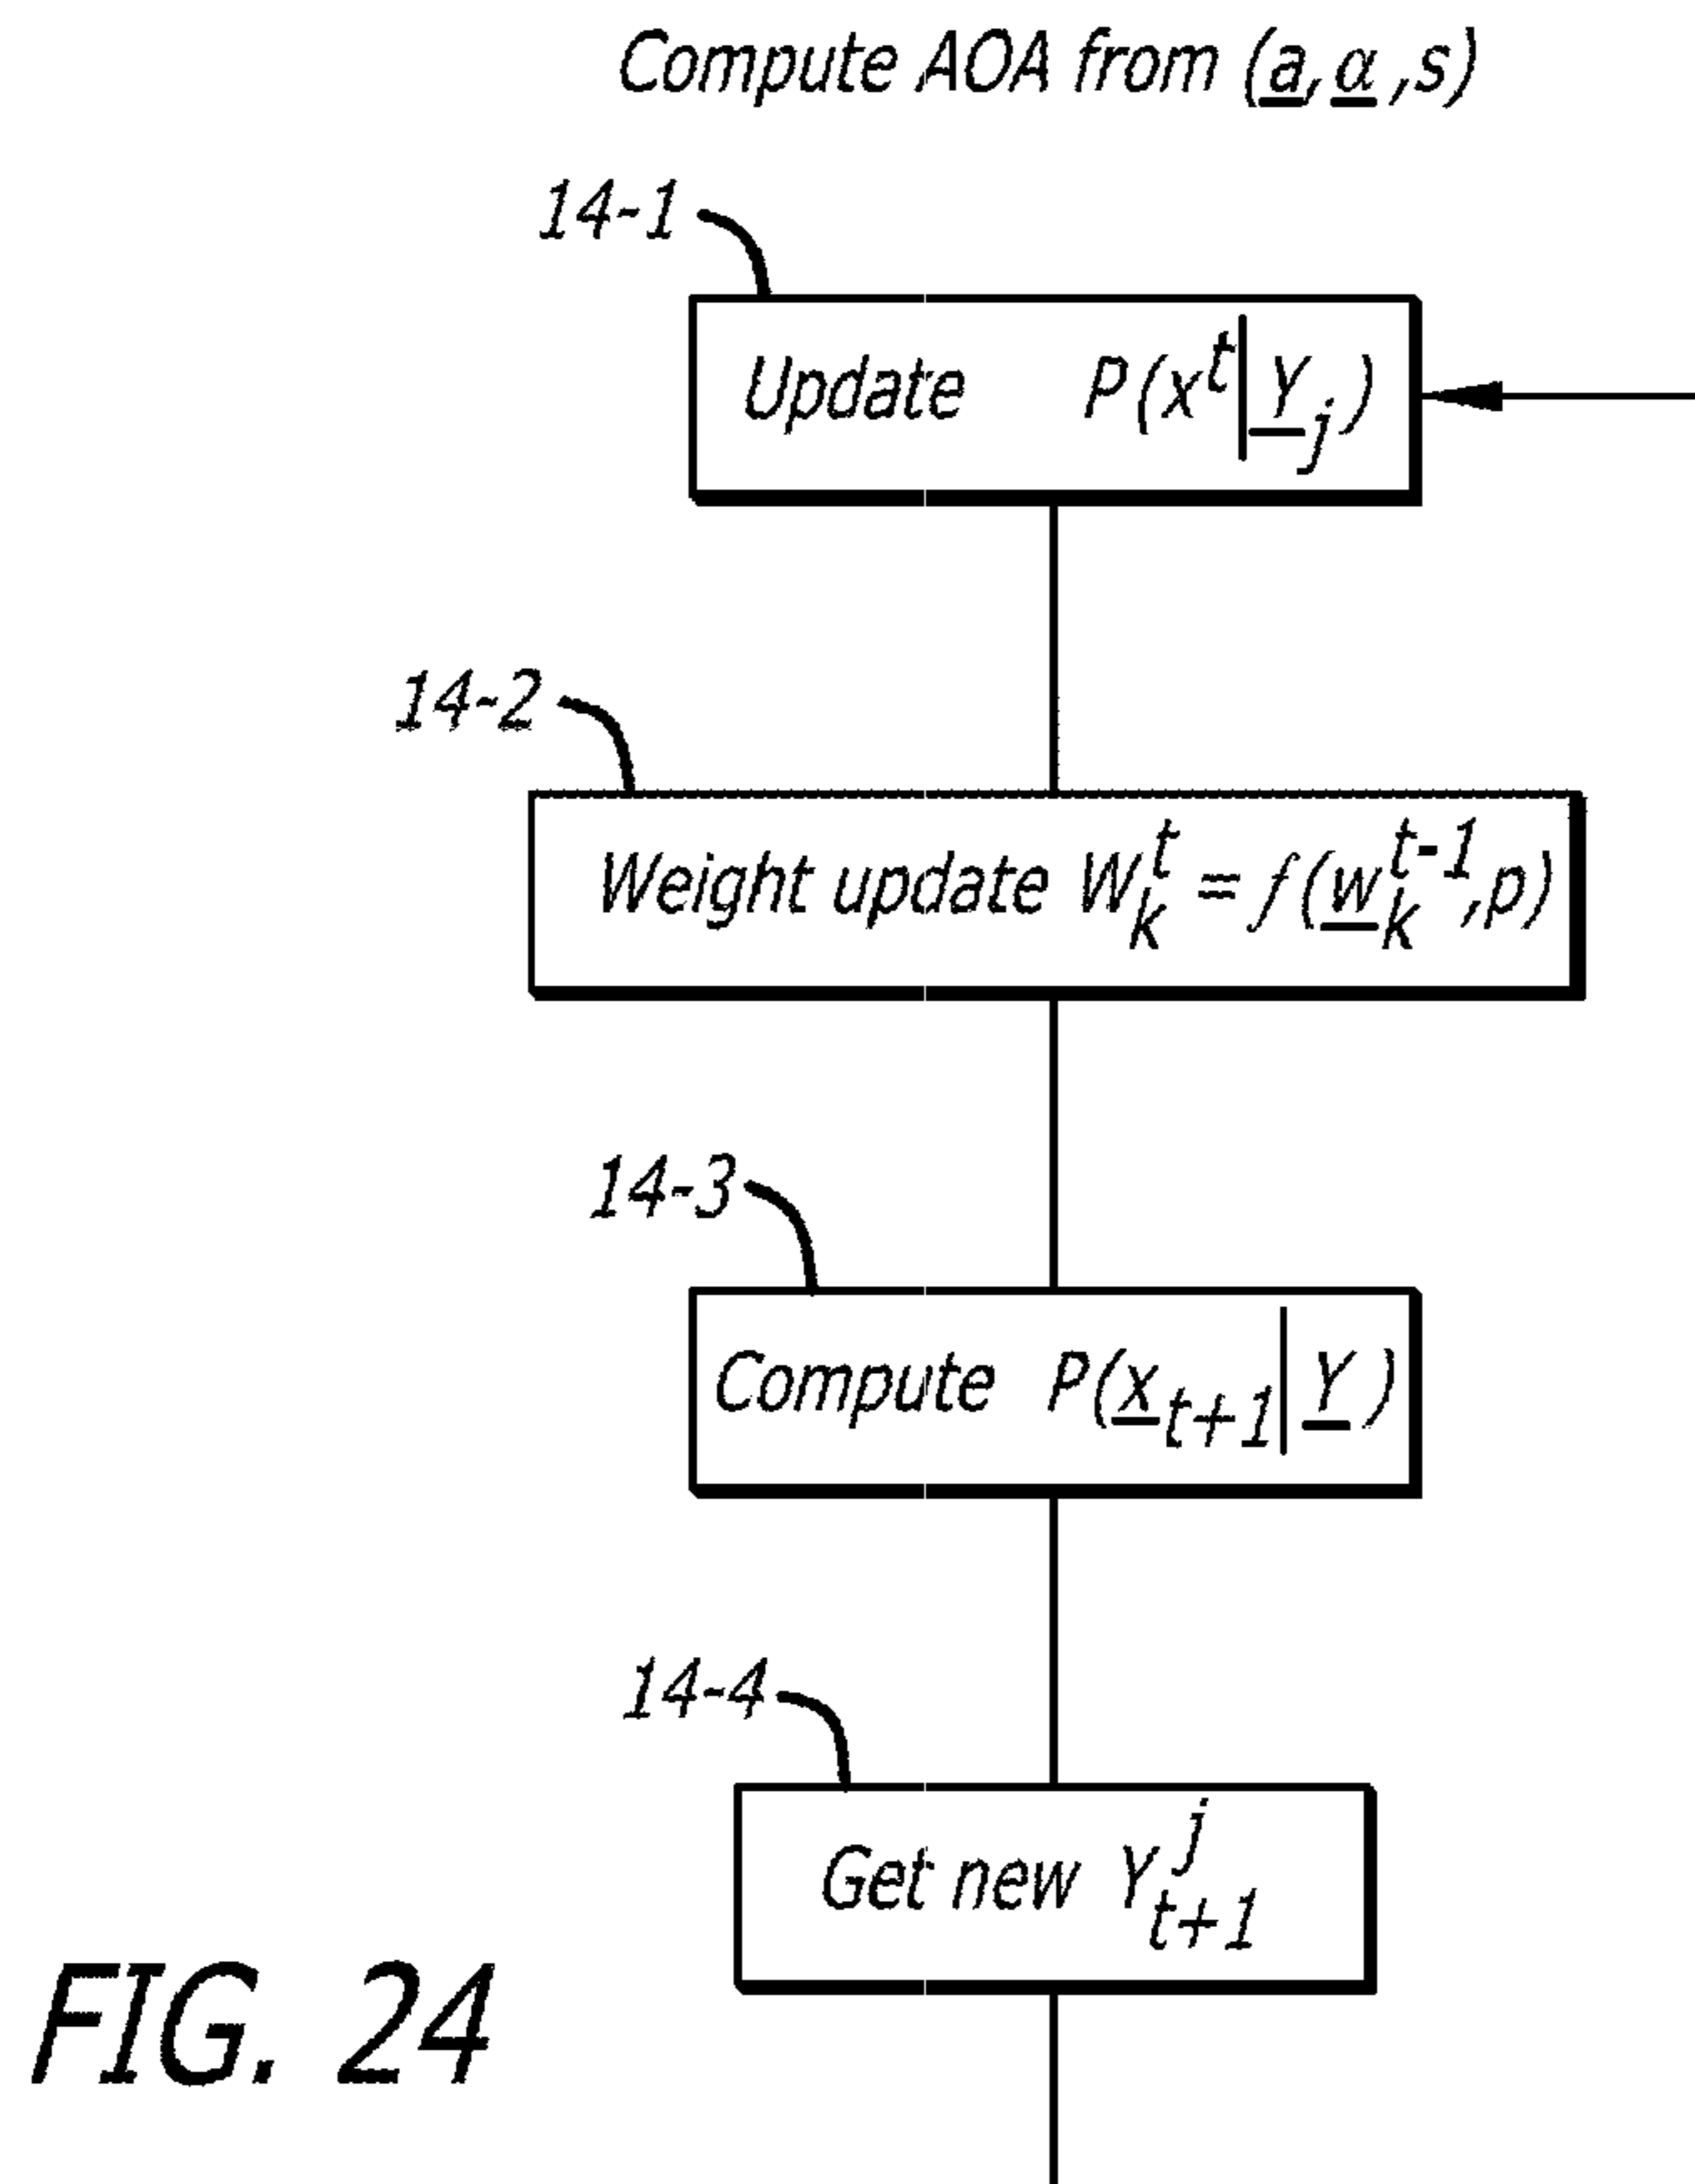 Compute AOA from (a, α, s)
14-1
Update P(x^t|Y_j)
14-2
Weight update W_k^t = f(w_k^{t-1}, p)
14-3
Compute P(x_{t+1}|Y)
14-4
Get new Y_{t+1}^j
FIG. 24